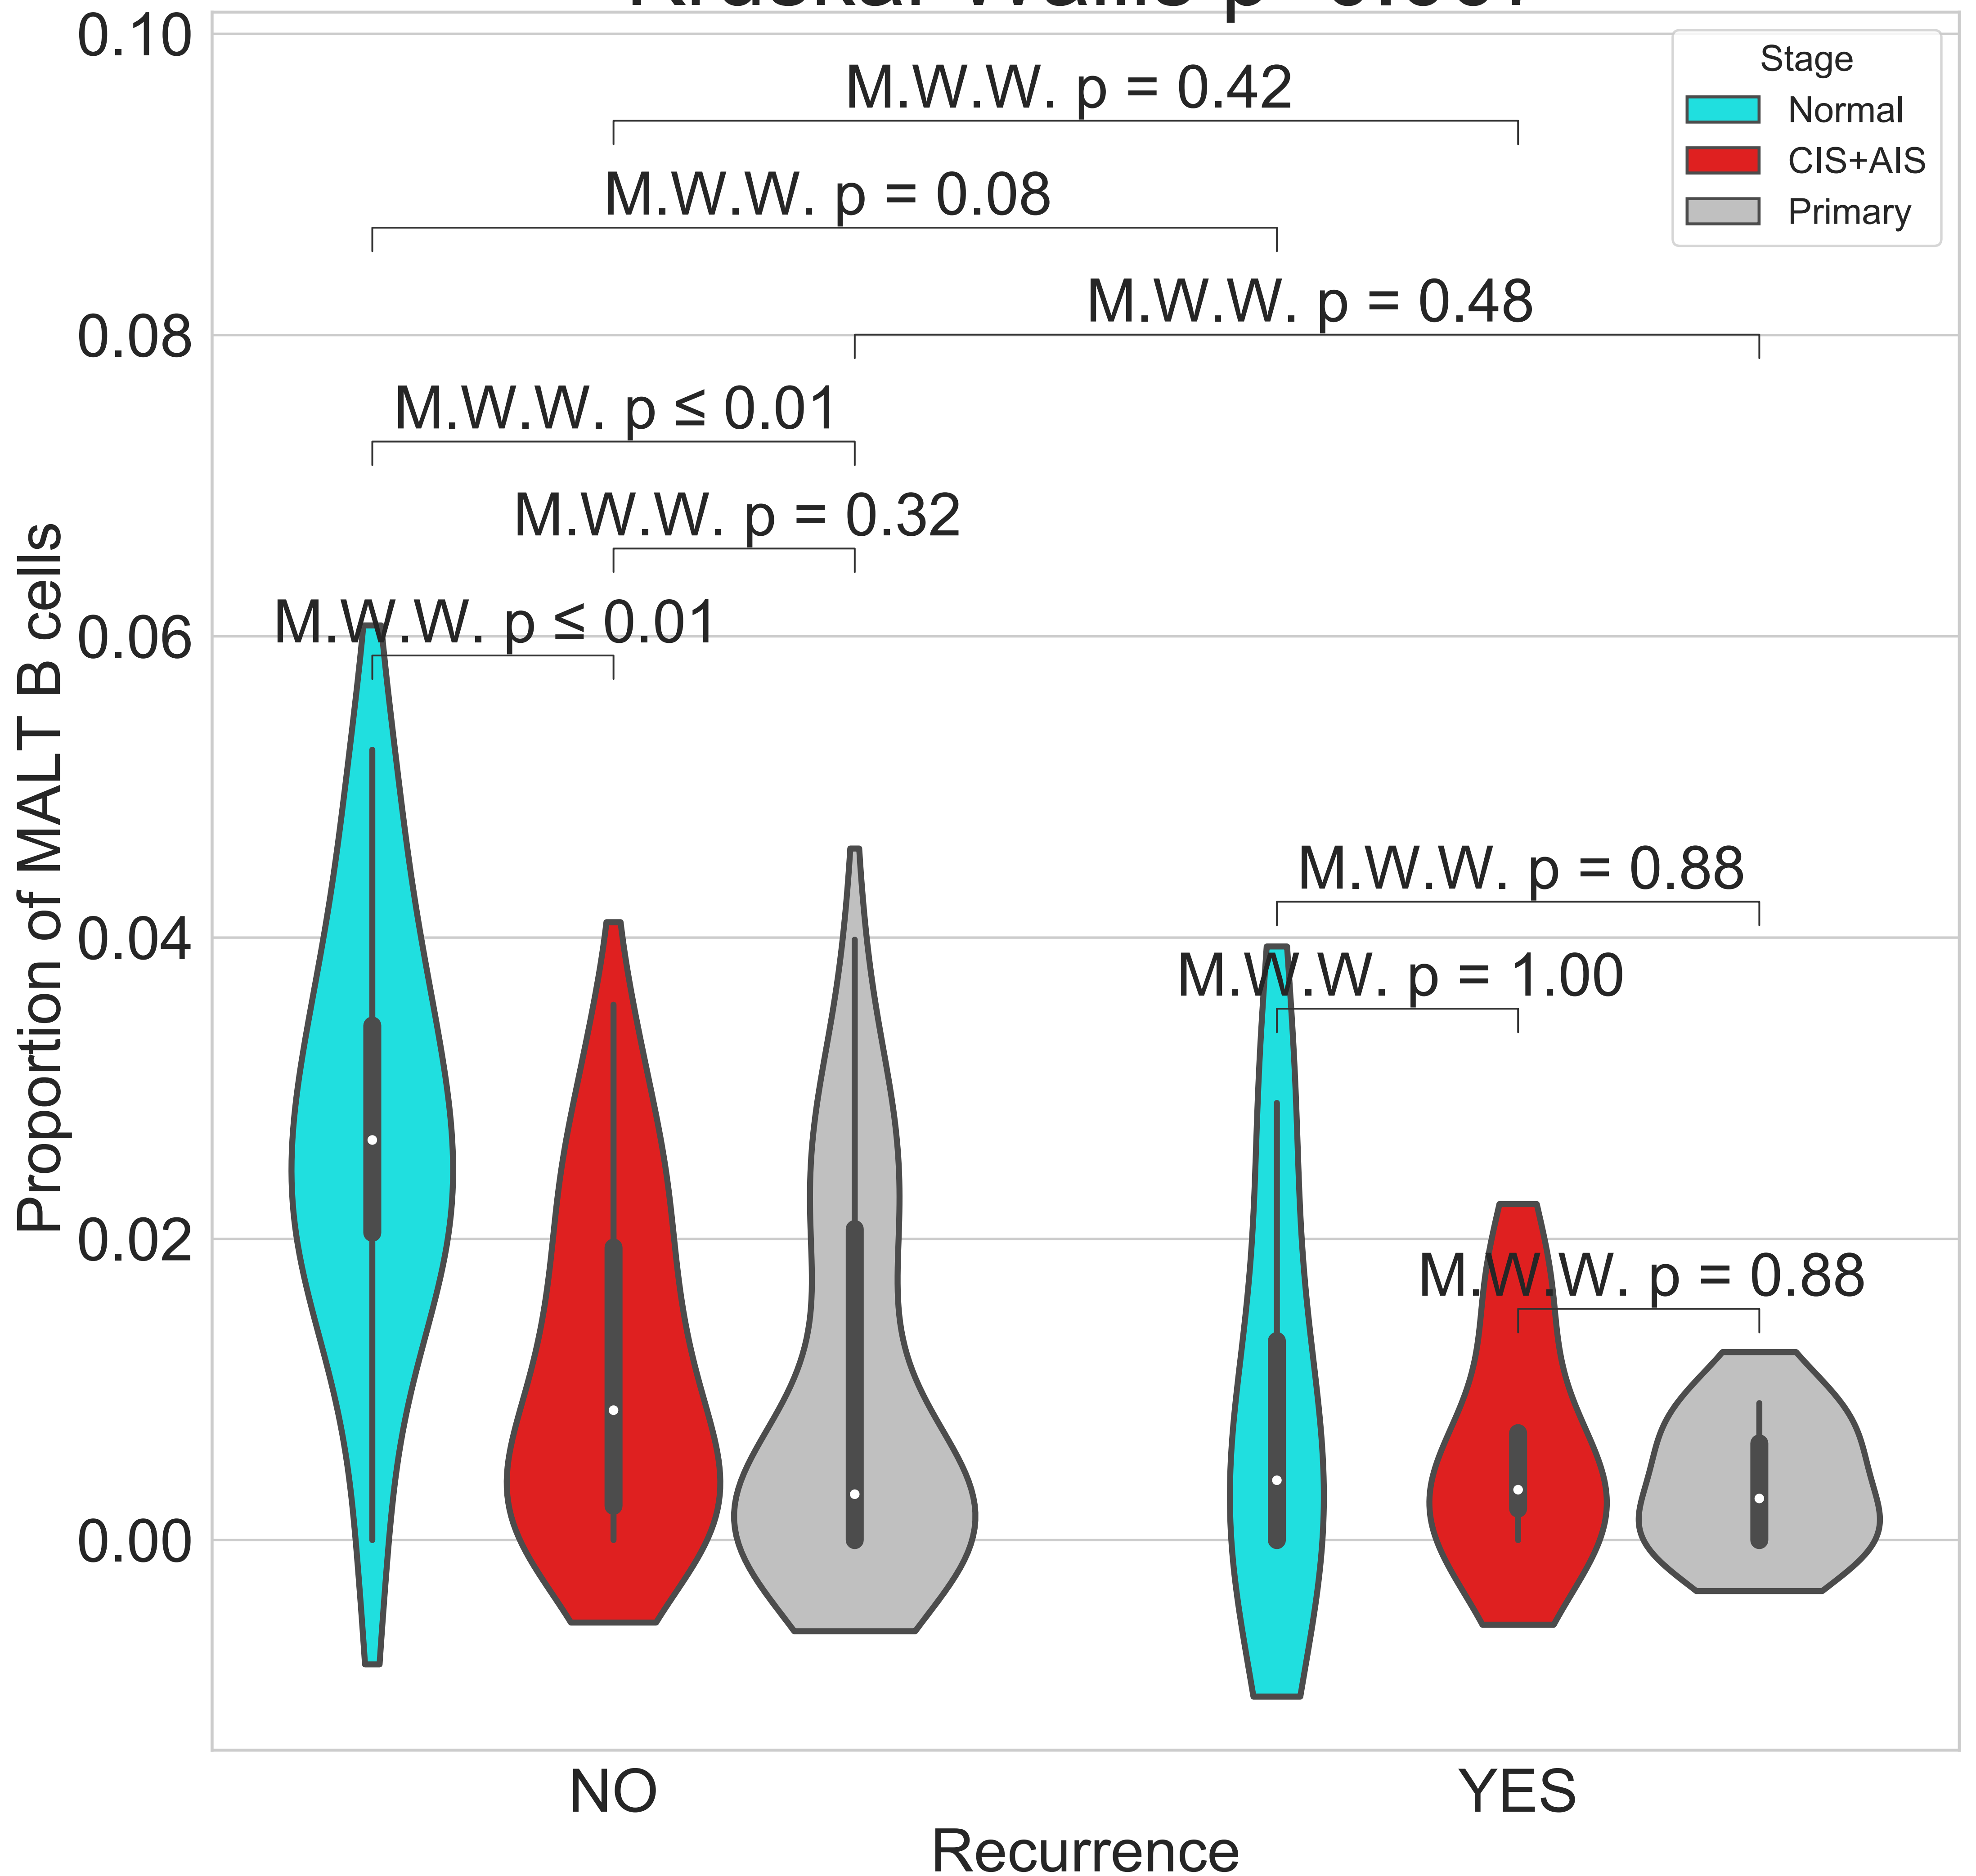 0.10
0.08
0.06
0.04
0.02
0.00
Proportion of MALT B cells
M.W.W. p = 0.42
M.W.W. p = 0.08
M.W.W. p = 0.48
M.W.W. p ≤ 0.01
M.W.W. p = 0.32
M.W.W. p ≤ 0.01
M.W.W. p = 0.88
M.W.W. p = 1.00
M.W.W. p = 0.88
Stage
Normal
CIS+AIS
Primary
NO
YES
Recurrence